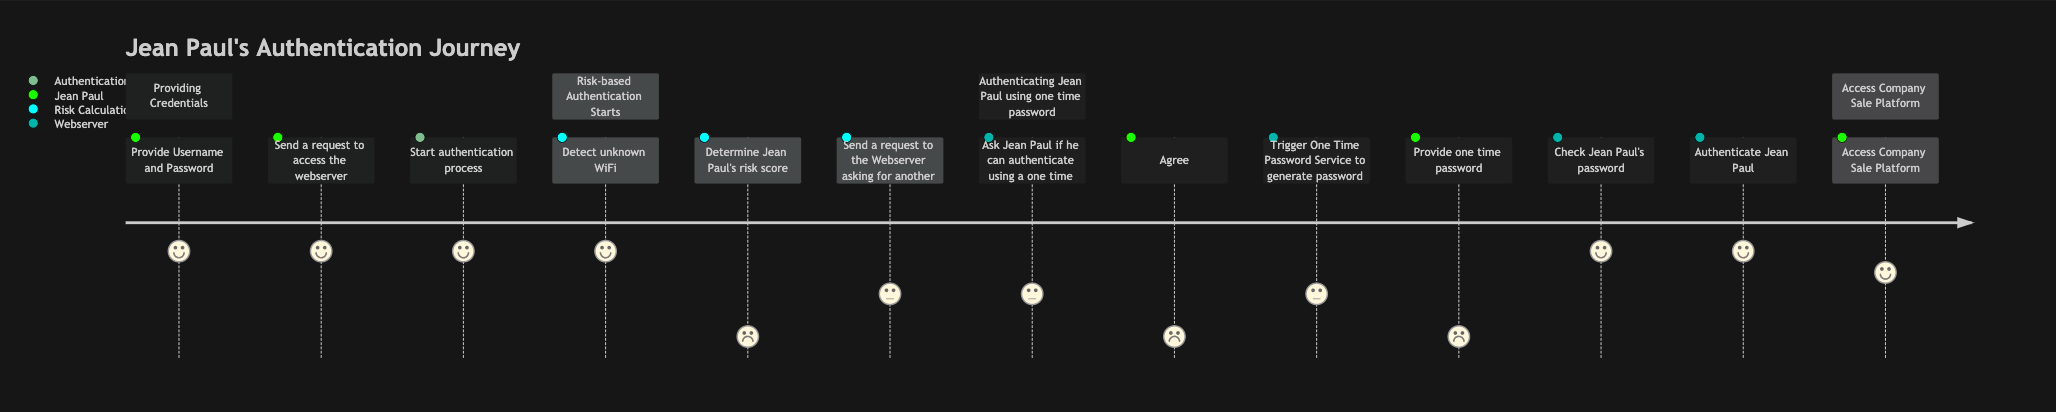 Jean Paul's Authentication Journey
Authentication
Jean Paul
Risk Calculatio
Webserver
Providing
Credentials
Risk-based
Authentication
Starts
Authenticating Jean
Paul using one time
password
Access Company
Sale Platform
Provide Username
and Password
Send a request to
access the
webserver
Start authentication
process
Detect unknown
WiFi
Determine Jean
Paul's risk score
Send a request to
the Webserver
asking for another
Ask Jean Paul if he
can authenticate
using a one time
Agree
Trigger One Time
Password Service to
generate password
Provide one time
password
Check Jean Paul's
password
Authenticate Jean
Paul
Access Company
Sale Platform